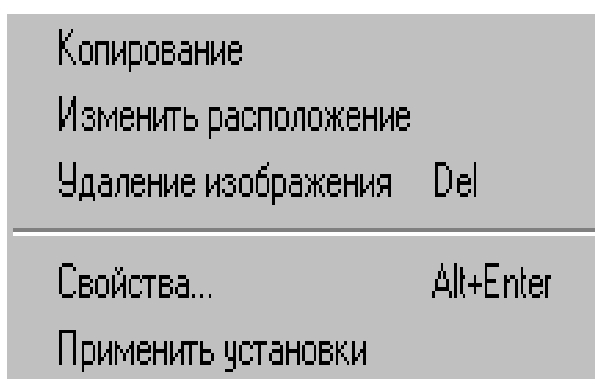 Копирование
Изменить расположение
Удаление изображения Del
Свойства... Alt+Enter
Применить установки